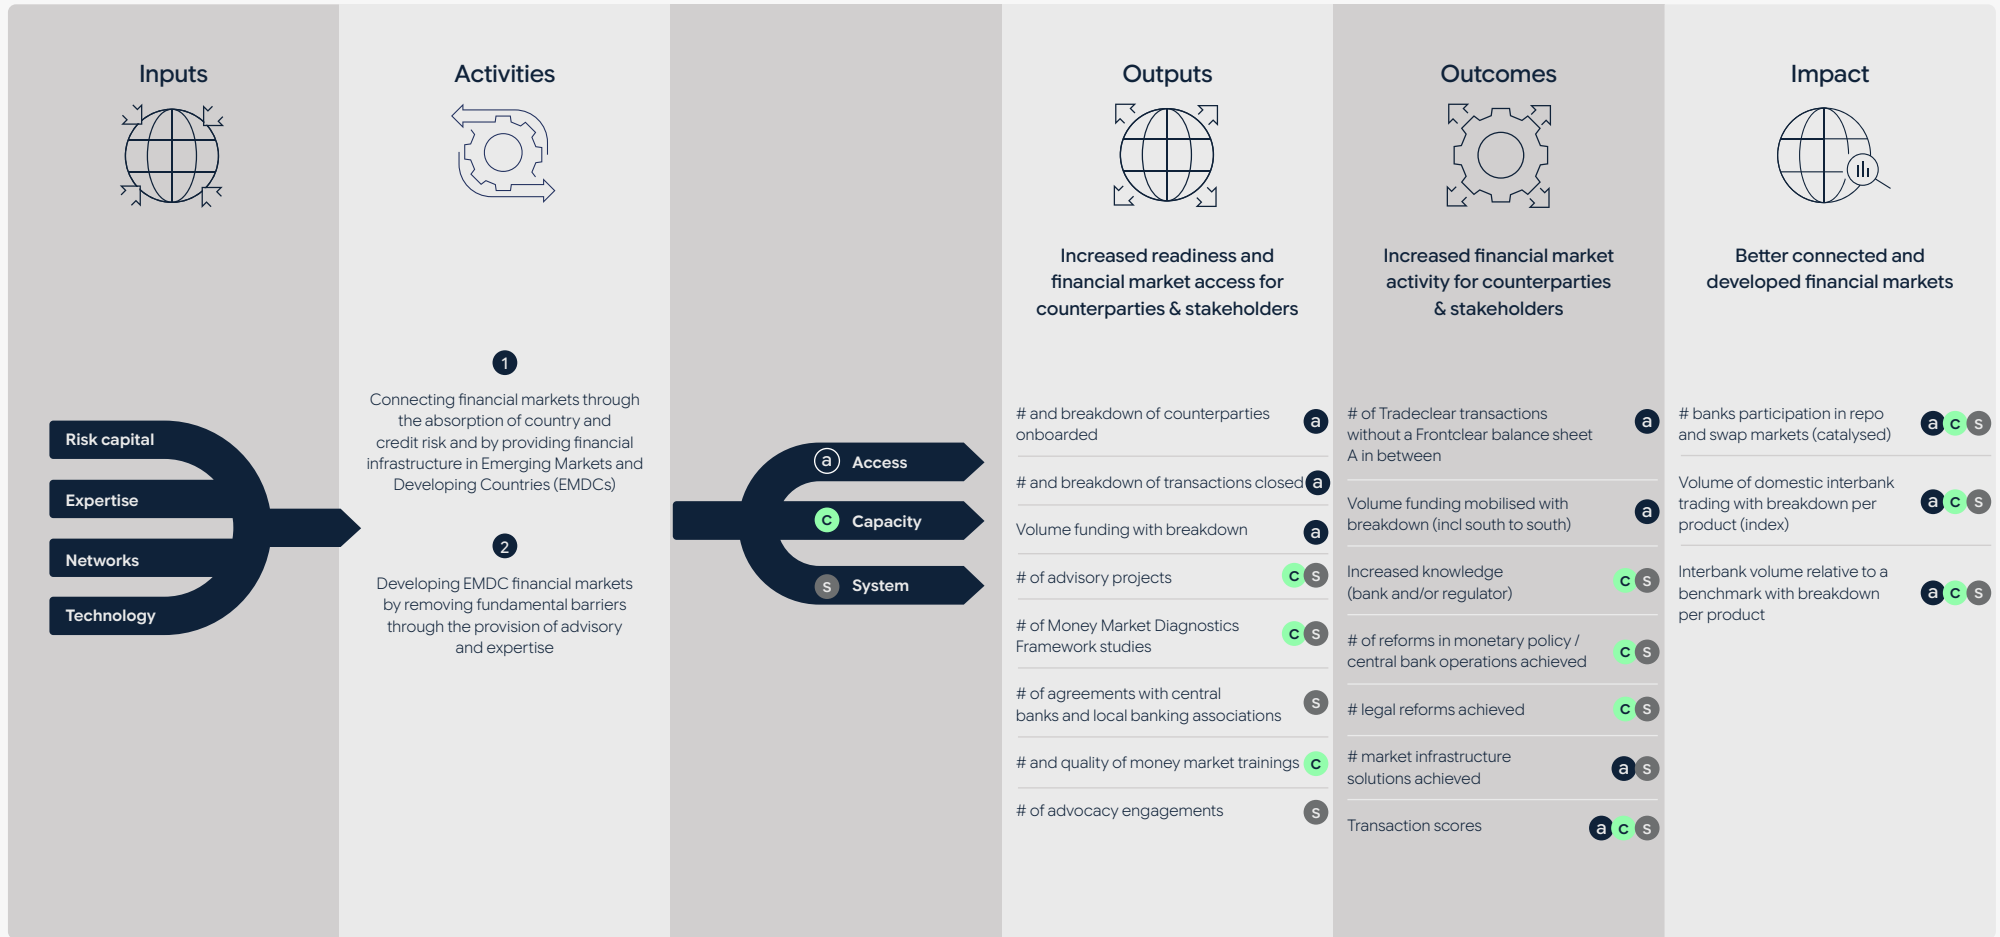 Inputs
Risk capital
Expertise
Networks
Technology
Activities
1
Connecting financial markets through
the absorption of country and
credit risk and by providing financial
infrastructure in Emerging Markets and
Developing Countries (EMDCs)
2
Developing EMDC financial markets
by removing fundamental barriers
through the provision of advisory
and expertise
a Access
c Capacity
s System
Outputs
Increased readiness and
financial market access for
counterparties & stakeholders
# and breakdown of counterparties
onboarded
a
# and breakdown of transactions closed a
Volume funding with breakdown a
# of advisory projects c s
# of Money Market Diagnostics
Framework studies
c s
# of agreements with central
banks and local banking associations
s
# and quality of money market trainings c
# of advocacy engagements s
Outcomes
Increased financial market
activity for counterparties
& stakeholders
# of Tradeclear transactions
without a Frontclear balance sheet
A in between
a
Volume funding mobilised with
breakdown (incl south to south)
a
Increased knowledge
(bank and/or regulator)
c s
# of reforms in monetary policy /
central bank operations achieved
c s
# legal reforms achieved c s
# market infrastructure
solutions achieved
a s
Transaction scores a c s
Impact
Better connected and
developed financial markets
# banks participation in repo
and swap markets (catalysed)
a c s
Volume of domestic interbank
trading with breakdown per
product (index)
a c s
Interbank volume relative to a
benchmark with breakdown
per product
a c s